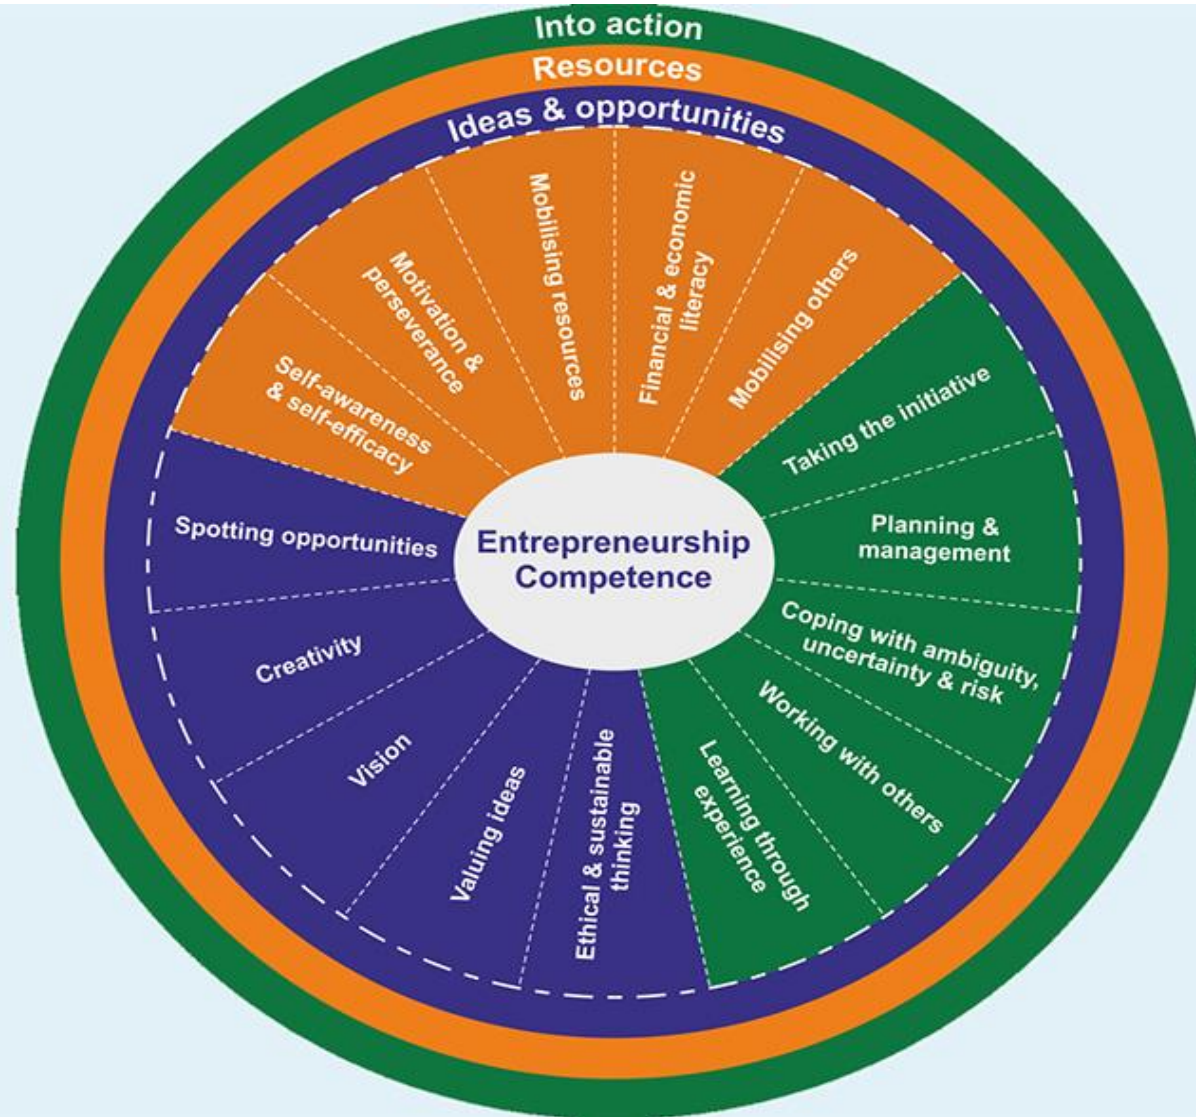 Into action
Resources
Ideas & opportunities
Mobilising resources
Financial & economic
literacy
Mobilising others
Taking the initiative
Planning &
management
Coping with ambiguity,
uncertainty & risk
Working with others
Learning through
experience
Ethical & sustainable
thinking
Valuing ideas
Vision
Creativity
Spotting opportunities
Self-awareness
& self-efficacy
Motivation &
perseverance
Entrepreneurship
Competence